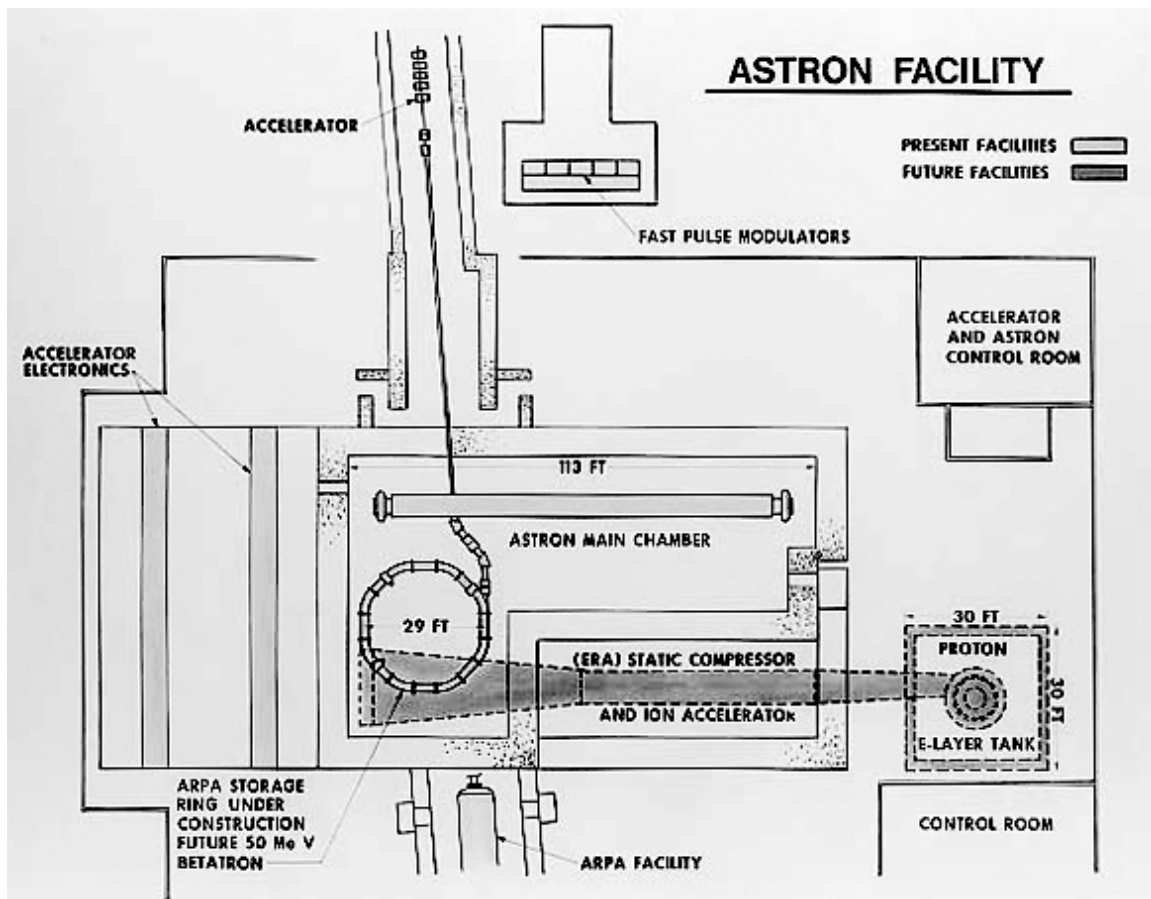 ASTRON FACILITY
ACCELERATOR
PRESENT FACILITIES
FUTURE FACILITIES
FAST PULSE MODULATORS
ACCELERATOR
AND ASTRON
CONTROL ROOM
ACCELERATOR
ELECTRONICS
113 FT
ASTRON MAIN CHAMBER
29 FT
30 FT
(ERA) STATIC COMPRESSOR
PROTON
30 FT
AND ION ACCELERATOR
E-LAYER TANK
ARPA STORAGE
RING UNDER
CONSTRUCTION
FUTURE 50 Me V
BETATRON
CONTROL ROOM
ARPA FACILITY